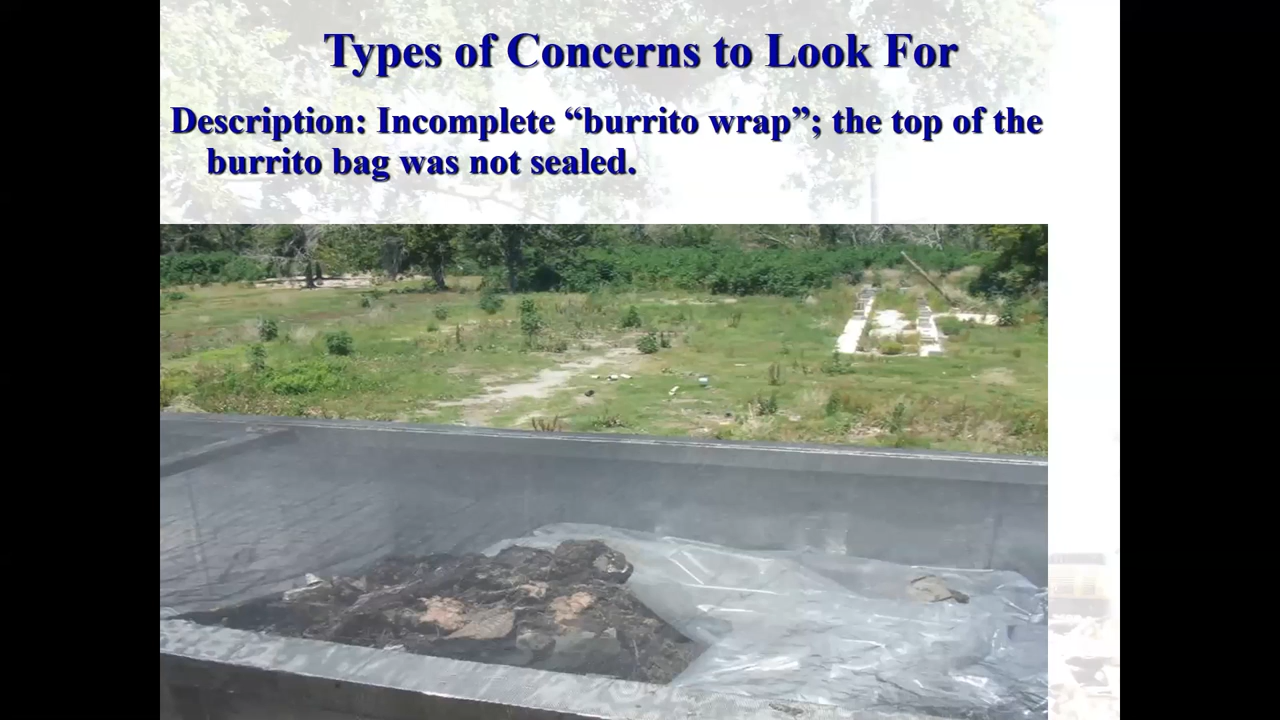 Types of Concerns to Look For
Description: Incomplete “burrito wrap”; the top of the
burrito bag was not sealed.